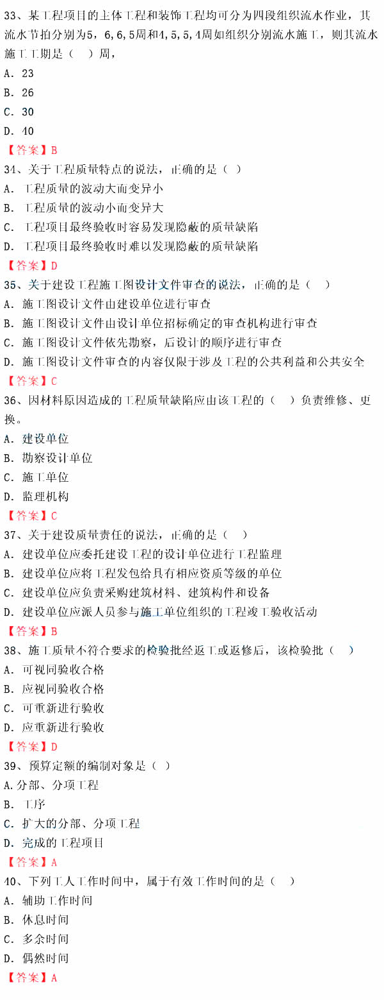 33、某工程项目的主体工程和装饰工程均可分为四段组织流水作业，其
流水节拍分别为5，6,6,5周和4,5,5,4周如组织分别流水施工，则其流水
施工工期是（　）周，
A. 23
B. 26
C. 30
D. 40
【答案】B
34、关于工程质量特点的说法，正确的是（　）
A. 工程质量的波动大而变异小
B. 工程质量的波动小而变异大
C. 工程项目最终验收时容易发现隐蔽的质量缺陷
D. 工程项目最终验收时难以发现隐蔽的质量缺陷
【答案】D
35、关于建设工程施工图设计文件审查的说法，正确的是（　）
A. 施工图设计文件由建设单位进行审查
B. 施工图设计文件由设计单位招标确定的审查机构进行审查
C. 施工图设计文件依先勘察，后设计的顺序进行审查
D. 施工图设计文件审查的内容仅限于涉及工程的公共利益和公共安全
【答案】C
36、因材料原因造成的工程质量缺陷应由该工程的（　）负责维修、更
换。
A. 建设单位
B. 勘察设计单位
C. 施工单位
D. 监理机构
【答案】C
37、关于建设质量责任的说法，正确的是（　）
A. 建设单位应委托建设工程的设计单位进行工程监理
B. 建设单位应将工程发包给具有相应资质等级的单位
C. 建设单位应负责采购建筑材料、建筑构件和设备
D. 建设单位应派人员参与施工单位组织的工程竣工验收活动
【答案】B
38、施工质量不符合要求的检验批经返工或返修后，该检验批（　）
A. 可视同验收合格
B. 应视同验收合格
C. 可重新进行验收
D. 应重新进行验收
【答案】D
39、预算定额的编制对象是（　）
A.分部、分项工程
B. 工序
C. 扩大的分部、分项工程
D. 完成的工程项目
【答案】A
40、下列工人工作时间中，属于有效工作时间的是（　）
A. 辅助工作时间
B. 休息时间
C. 多余时间
D. 偶然时间
【答案】A